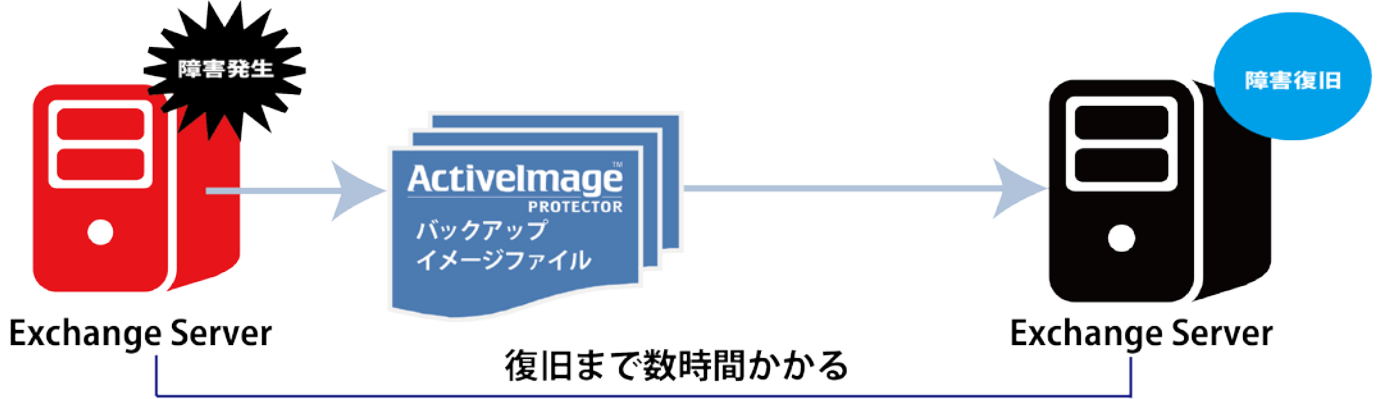 障害発生
障害復旧
ActiveImage™
PROTECTOR
バックアップ
イメージファイル
Exchange Server
Exchange Server
復旧まで数時間かかる